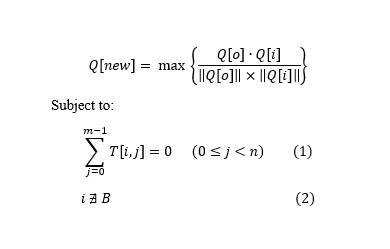 Q[new] = max { Q[o] · Q[i] / ‖Q[o]‖ × ‖Q[i]‖ }
Subject to:
m−1
∑ T[i,j] = 0 (0 ≤ j < n) (1)
j=0
i ∄ B (2)